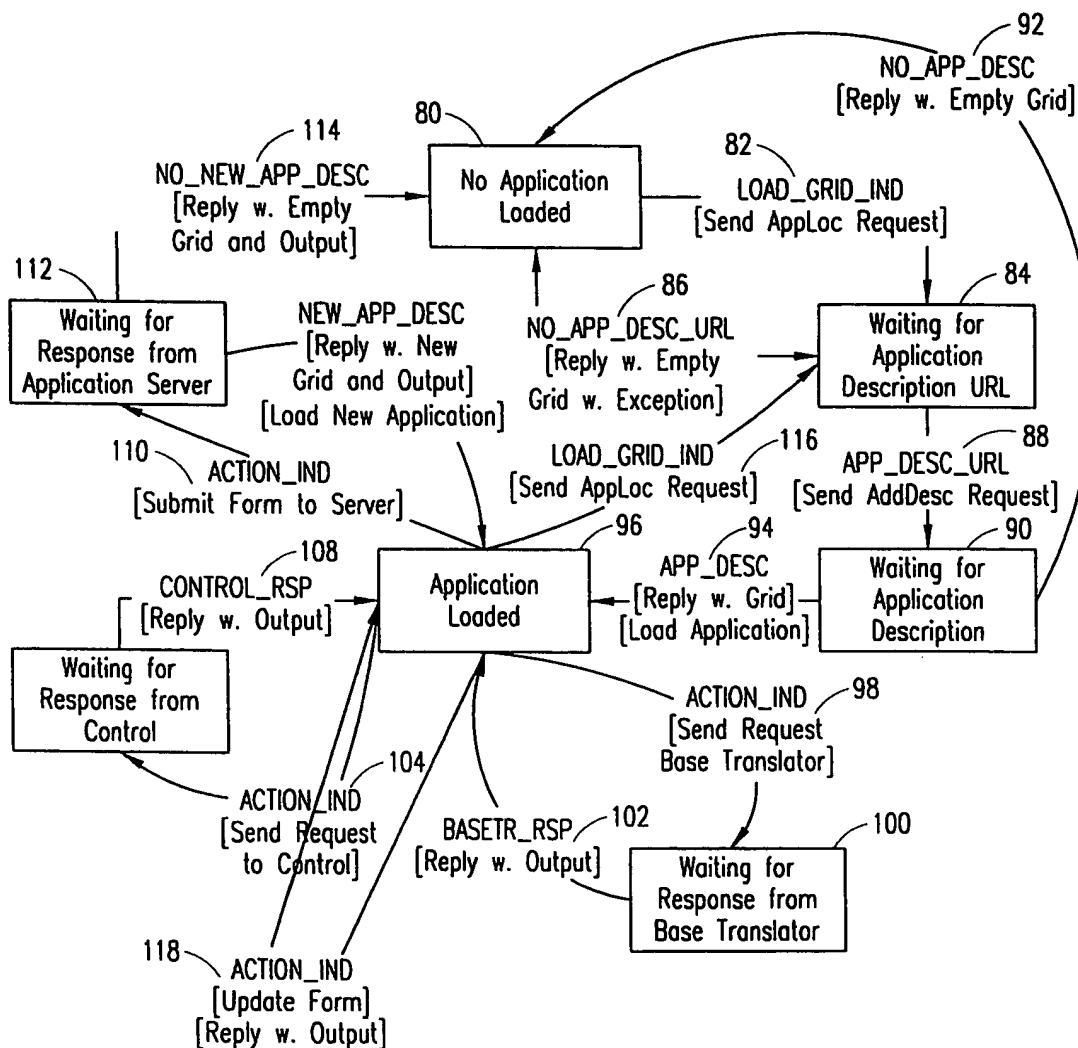 92
NO_APP_DESC
[Reply w. Empty Grid]
114
NO_NEW_APP_DESC
[Reply w. Empty
Grid and Output]
80
No Application
Loaded
82
LOAD_GRID_IND
[Send AppLoc Request]
112
Waiting for
Response from
Application Server
NEW_APP_DESC
[Reply w. New
Grid and Output]
[Load New Application]
86
NO_APP_DESC_URL
[Reply w. Empty
Grid w. Exception]
84
Waiting for
Application
Description URL
110
ACTION_IND
[Submit Form to Server]
LOAD_GRID_IND
[Send AppLoc Request]
116
88
APP_DESC_URL
[Send AddDesc Request]
108
CONTROL_RSP
[Reply w. Output]
96
Application
Loaded
94
APP_DESC
[Reply w. Grid]
[Load Application]
90
Waiting for
Application
Description
Waiting for
Response from
Control
ACTION_IND
[Send Request
Base Translator]
98
104
ACTION_IND
[Send Request
to Control]
BASETR_RSP
[Reply w. Output]
102
100
Waiting for
Response from
Base Translator
118
ACTION_IND
[Update Form]
[Reply w. Output]